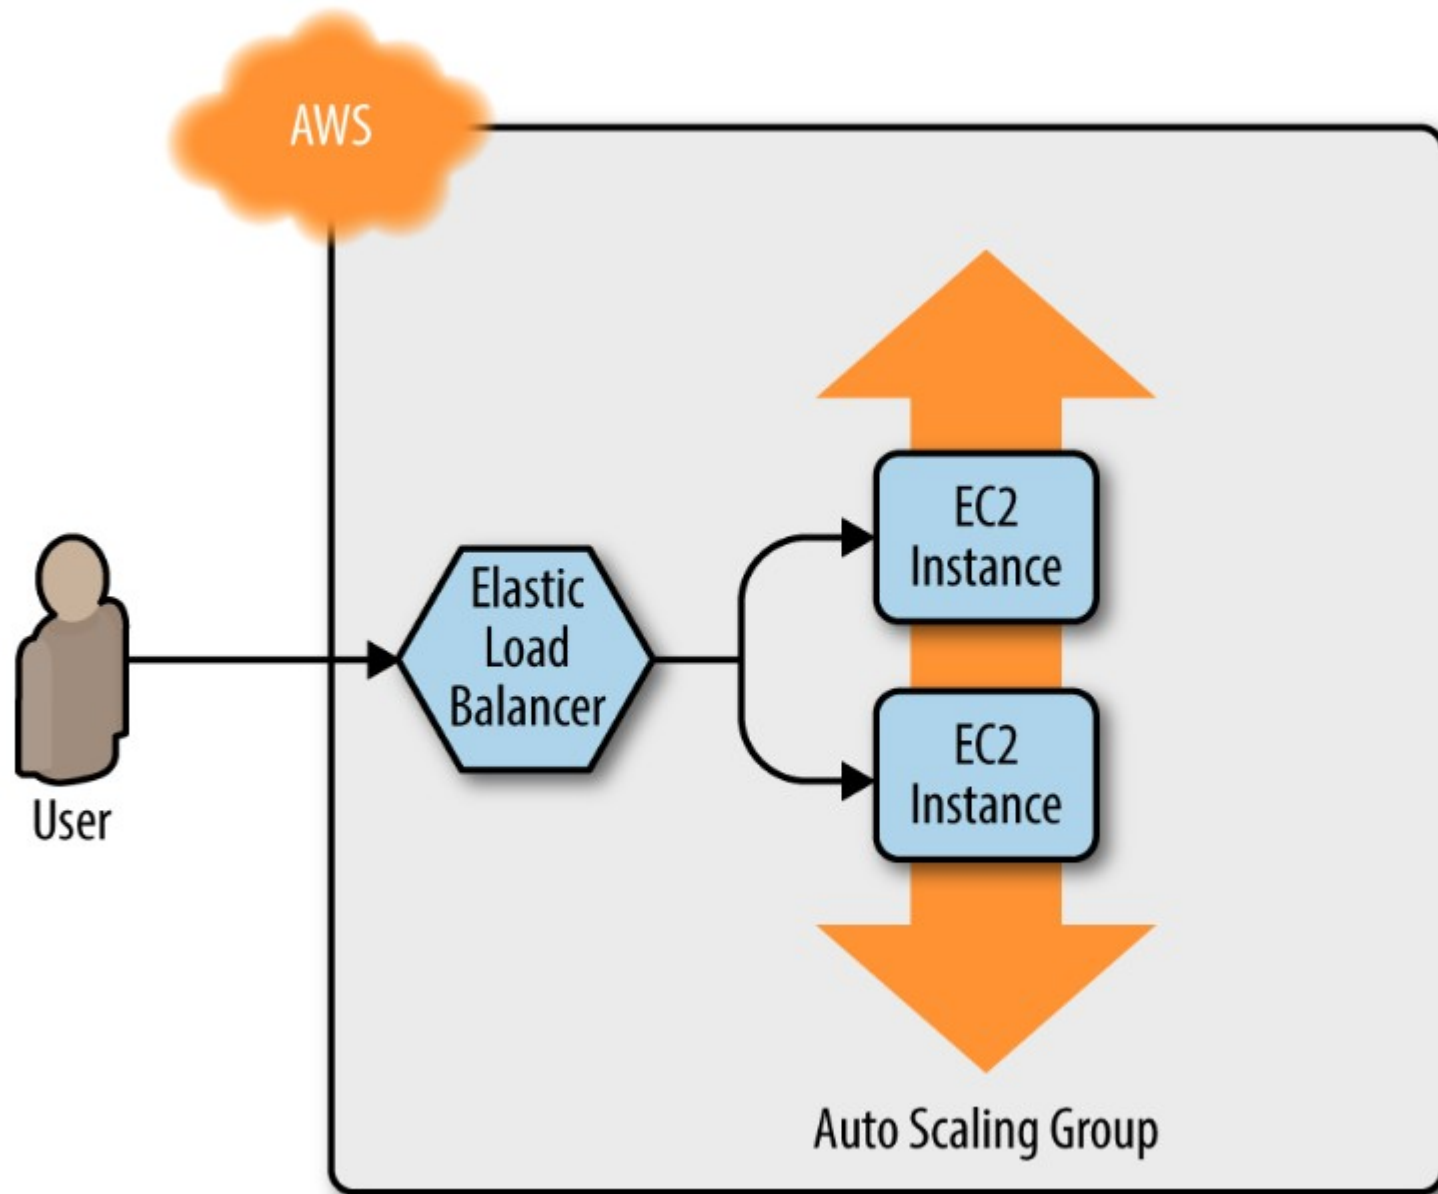 AWS
User
Elastic
Load
Balancer
EC2
Instance
EC2
Instance
Auto Scaling Group